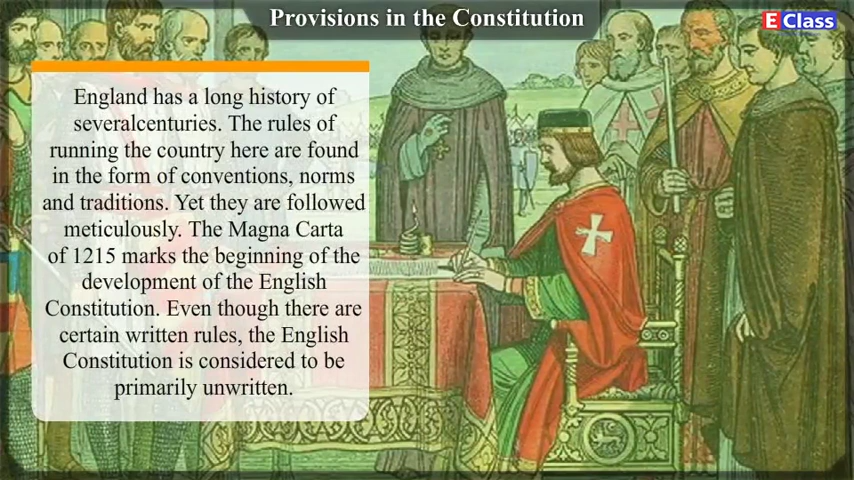 Provisions in the Constitution
E Class
England has a long history of
severalcenturies. The rules of
running the country here are found
in the form of conventions, norms
and traditions. Yet they are followed
meticulously. The Magna Carta
of 1215 marks the beginning of the
development of the English
Constitution. Even though there are
certain written rules, the English
Constitution is considered to be
primarily unwritten.